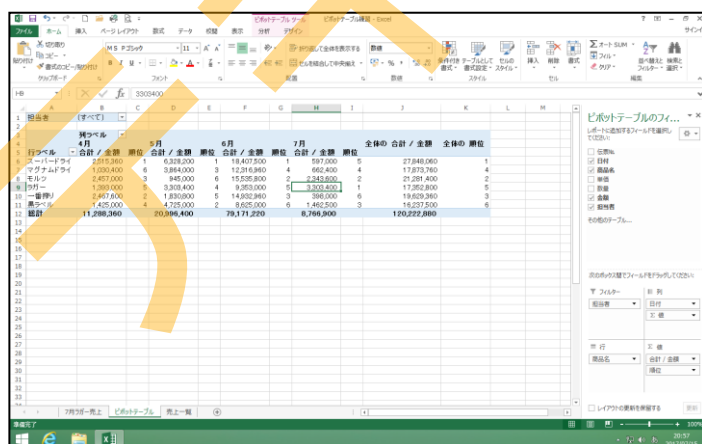 ピボットテーブル ツール ピボットテーブル練習 - Excel
ファイル ホーム 挿入 ページ レイアウト 数式 データ 校閲 表示 分析 デザイン サインイン
切り取り
コピー
書式のコピー/貼り付け
貼り付け
ＭＳ Ｐゴシック 11
折り返して全体を表示する
セルを結合して中央揃え
数値
条件付き書式 テーブルとして書式設定 セルのスタイル
挿入 削除 書式
オート SUM
フィル
クリア
並べ替えとフィルター 検索と選択
クリップボード フォント 配置 数値 スタイル セル 編集
H9 3303400
A B C D E F G H I J K L M
1 担当者 (すべて)
3 列ラベル
4 4月 5月 6月 7月 全体の 合計 / 金額 全体の 順位
5 行ラベル 合計 / 金額 順位 合計 / 金額 順位 合計 / 金額 順位 合計 / 金額 順位
6 スーパードライ 2,515,360 1 6,328,200 1 18,407,500 1 597,000 5 27,848,060 1
7 マグナムドライ 1,030,400 6 3,864,000 3 12,316,960 4 662,400 4 17,873,760 4
8 モルツ 2,457,000 3 945,000 6 15,535,800 2 2,343,600 2 21,281,400 2
9 ラガー 1,393,000 5 3,303,400 4 9,353,000 5 3,303,400 1 17,352,800 5
10 一番搾り 2,467,600 2 1,830,800 5 14,932,960 3 398,000 6 19,629,360 3
11 黒ラベル 1,425,000 4 4,725,000 2 8,625,000 6 1,462,500 3 16,237,500 6
12 総計 11,288,360 20,996,400 79,171,220 8,766,900 120,222,880
ピボットテーブルのフィ...
レポートに追加するフィールドを選択してください:
伝票№
日付
商品名
単価
数量
金額
担当者
その他のテーブル...
次のボックス間でフィールドをドラッグしてください:
フィルター 列
担当者 日付
Σ 値
行 Σ 値
商品名 合計 / 金額
順位
レイアウトの更新を保留する 更新
7月ラガー売上 ピボットテーブル 売上一覧
準備完了 100%
20:57